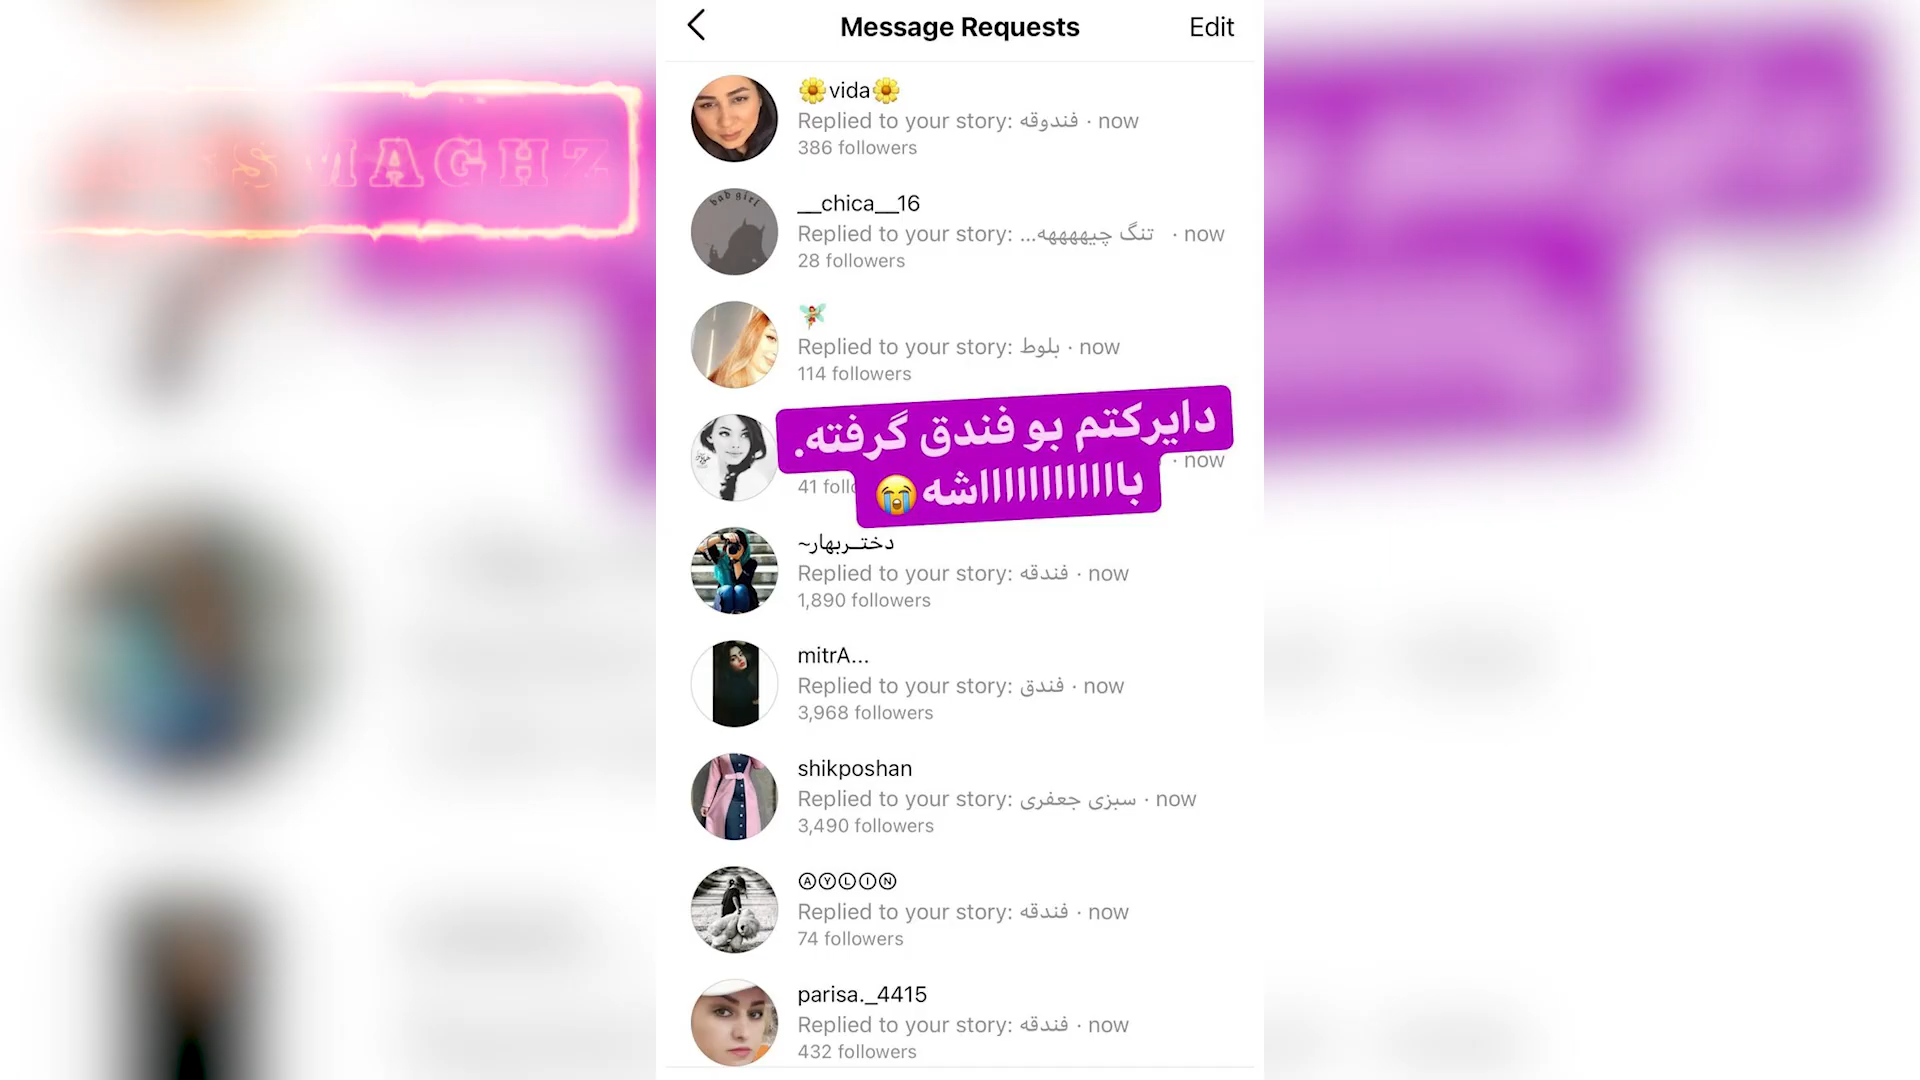 Message Requests
Edit
🌼vida🌼
Replied to your story: فندوقه · now
386 followers
__chica__16
Replied to your story: تنگ چیههههه... · now
28 followers
🧚
Replied to your story: بلوط · now
114 followers
دایرکتم بو فندق گرفته.
بااااااااااااشه😭
· now
41
دختـربهار~
Replied to your story: فندقه · now
1,890 followers
mitrA...
Replied to your story: فندق · now
3,968 followers
shikposhan
Replied to your story: سبزی جعفری · now
3,490 followers
ⒶⓎⓁⒾⓃ
Replied to your story: فندقه · now
74 followers
parisa._4415
Replied to your story: فندقه · now
432 followers
SMAGHZ
bad girl